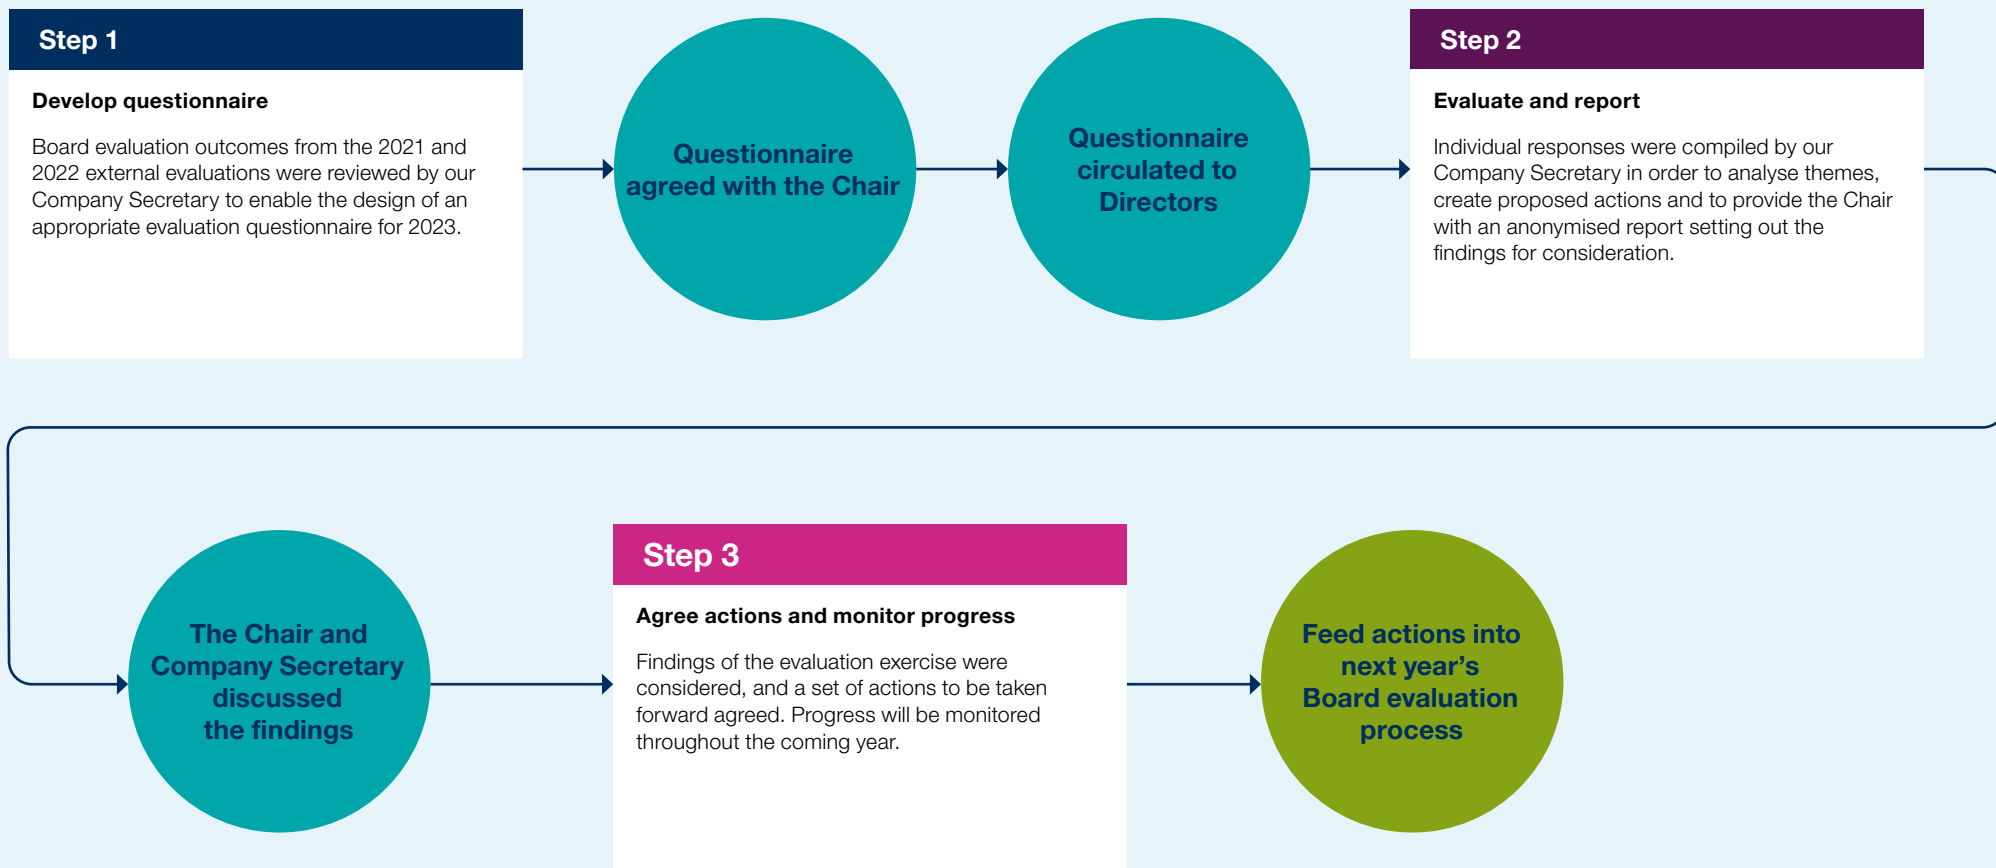 Step 1
Develop questionnaire
Board evaluation outcomes from the 2021 and
2022 external evaluations were reviewed by our
Company Secretary to enable the design of an
appropriate evaluation questionnaire for 2023.
Questionnaire
agreed with the Chair
Questionnaire
circulated to
Directors
Step 2
Evaluate and report
Individual responses were compiled by our
Company Secretary in order to analyse themes,
create proposed actions and to provide the Chair
with an anonymised report setting out the
findings for consideration.
The Chair and
Company Secretary
discussed
the findings
Step 3
Agree actions and monitor progress
Findings of the evaluation exercise were
considered, and a set of actions to be taken
forward agreed. Progress will be monitored
throughout the coming year.
Feed actions into
next year’s
Board evaluation
process